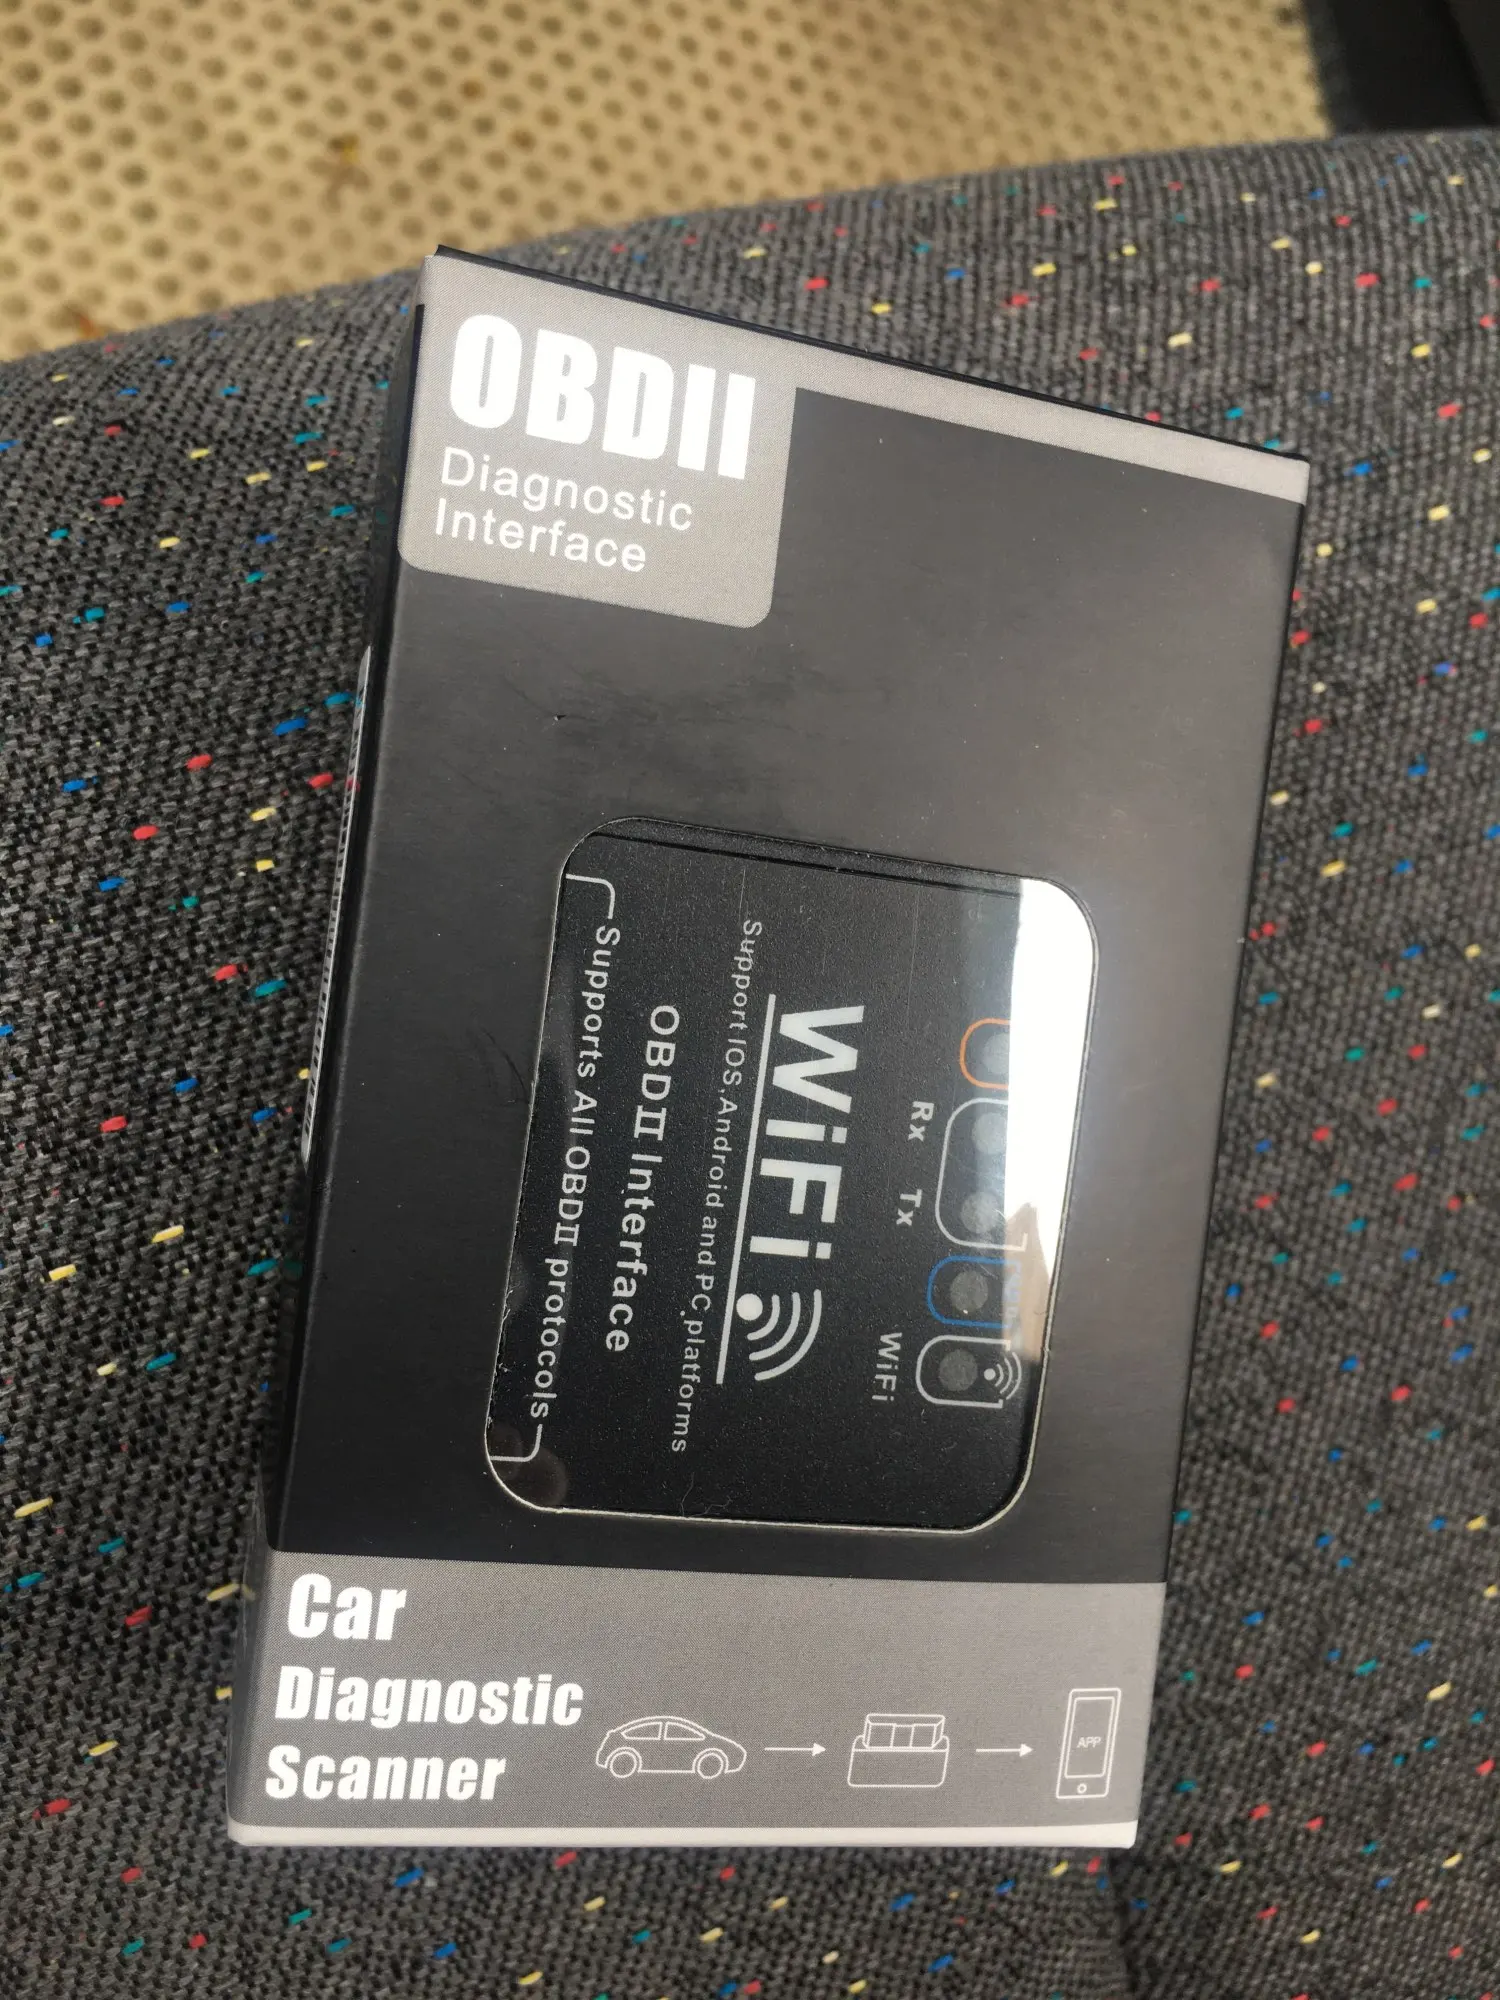 OBDII
Diagnostic
Interface
Rx Tx WiFi
WiFi
Support IOS,Android and PC platforms
OBDII Interface
Supports All OBDII protocols
Car
Diagnostic
Scanner
APP